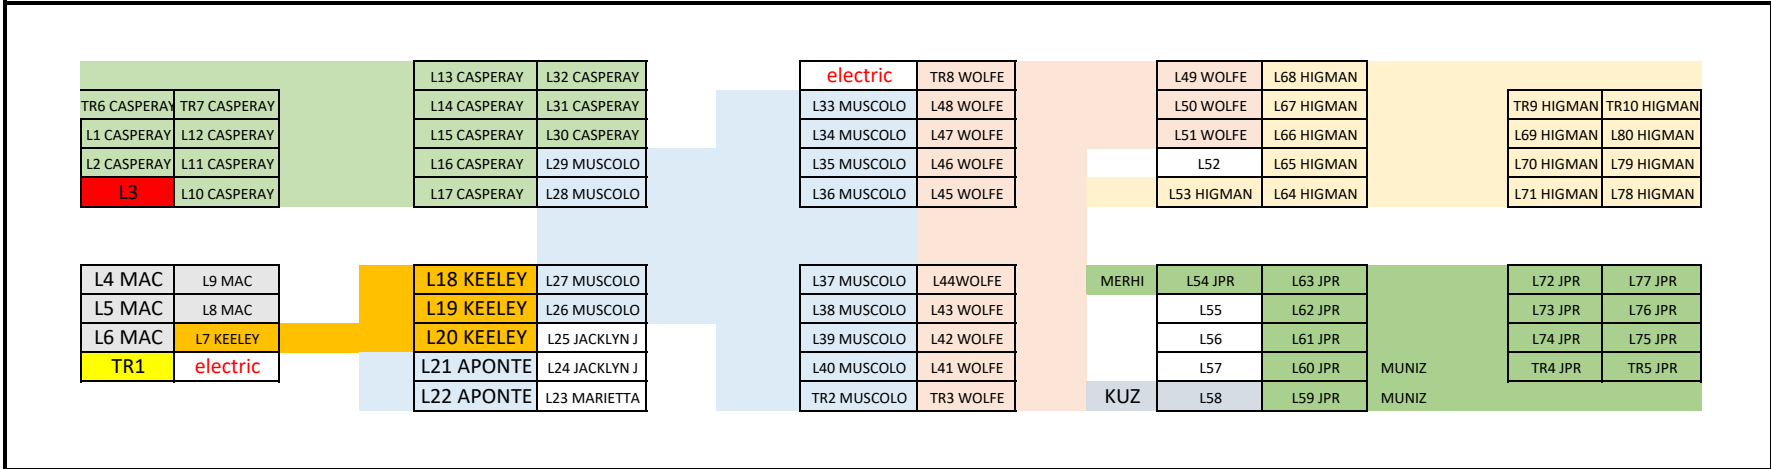 L13 CASPERAY L32 CASPERAY electric TR8 WOLFE L49 WOLFE L68 HIGMAN
TR6 CASPERAY TR7 CASPERAY L14 CASPERAY L31 CASPERAY L33 MUSCOLO L48 WOLFE L50 WOLFE L67 HIGMAN TR9 HIGMAN TR10 HIGMAN
L1 CASPERAY L12 CASPERAY L15 CASPERAY L30 CASPERAY L34 MUSCOLO L47 WOLFE L51 WOLFE L66 HIGMAN L69 HIGMAN L80 HIGMAN
L2 CASPERAY L11 CASPERAY L16 CASPERAY L29 MUSCOLO L35 MUSCOLO L46 WOLFE L52 L65 HIGMAN L70 HIGMAN L79 HIGMAN
L3 L10 CASPERAY L17 CASPERAY L28 MUSCOLO L36 MUSCOLO L45 WOLFE L53 HIGMAN L64 HIGMAN L71 HIGMAN L78 HIGMAN
L4 MAC L9 MAC L18 KEELEY L27 MUSCOLO L37 MUSCOLO L44WOLFE MERHI L54 JPR L63 JPR L72 JPR L77 JPR
L5 MAC L8 MAC L19 KEELEY L26 MUSCOLO L38 MUSCOLO L43 WOLFE L55 L62 JPR L73 JPR L76 JPR
L6 MAC L7 KEELEY L20 KEELEY L25 JACKLYN J L39 MUSCOLO L42 WOLFE L56 L61 JPR L74 JPR L75 JPR
TR1 electric L21 APONTE L24 JACKLYN J L40 MUSCOLO L41 WOLFE L57 L60 JPR MUNIZ TR4 JPR TR5 JPR
L22 APONTE L23 MARIETTA TR2 MUSCOLO TR3 WOLFE KUZ L58 L59 JPR MUNIZ